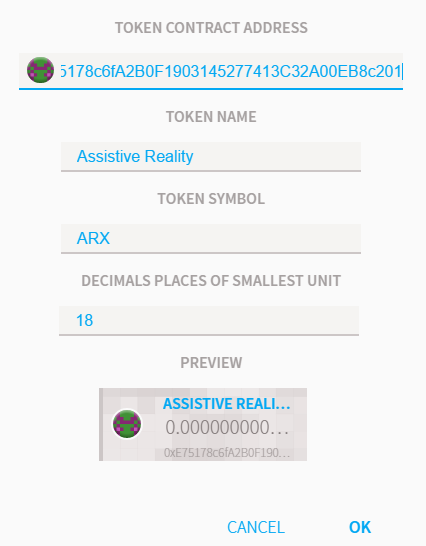 TOKEN CONTRACT ADDRESS
5178c6fA2B0F1903145277413C32A00EB8c201
TOKEN NAME
Assistive Reality
TOKEN SYMBOL
ARX
DECIMALS PLACES OF SMALLEST UNIT
18
PREVIEW
ASSISTIVE REALI...
0.000000000...
0xE75178c6fA2B0F190...
CANCEL OK